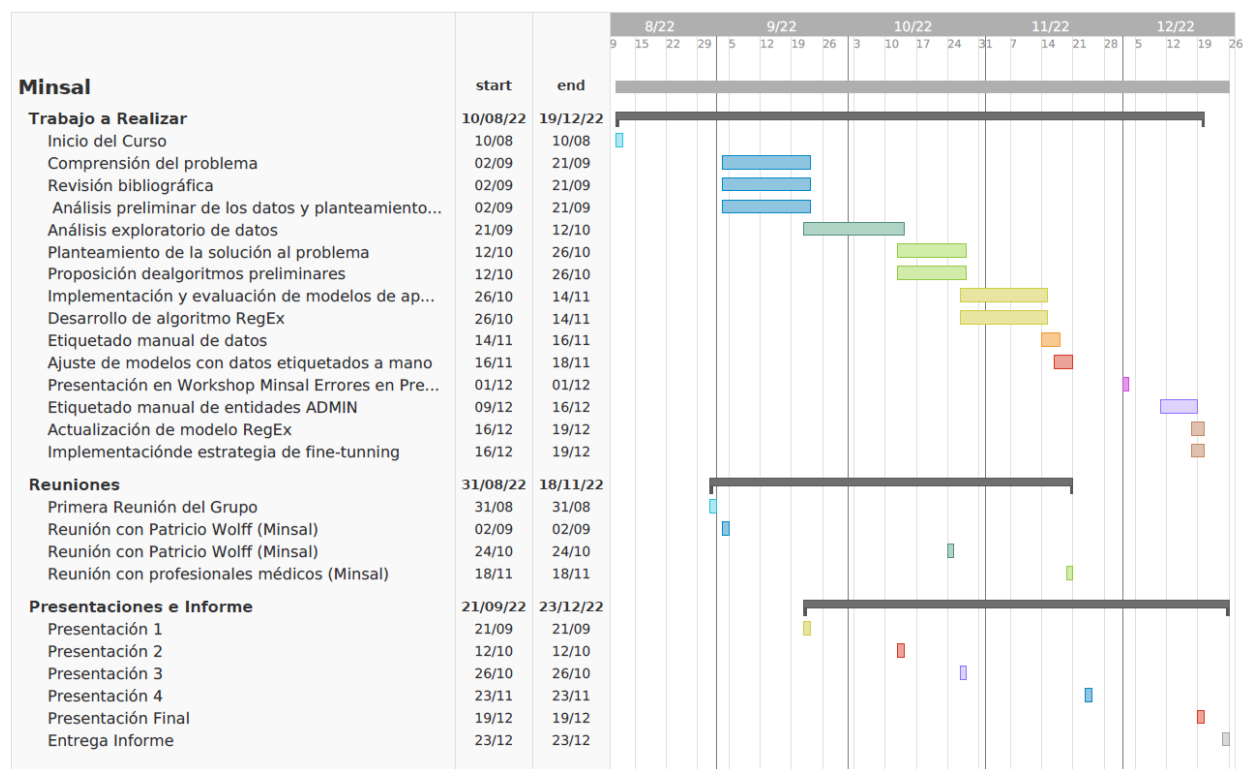 8/22 9/22 10/22 11/22 12/22
9 15 22 29 5 12 19 26 3 10 17 24 31 7 14 21 28 5 12 19 26
Minsal start end
Trabajo a Realizar 10/08/22 19/12/22
Inicio del Curso 10/08 10/08
Comprensión del problema 02/09 21/09
Revisión bibliográfica 02/09 21/09
Análisis preliminar de los datos y planteamiento... 02/09 21/09
Análisis exploratorio de datos 21/09 12/10
Planteamiento de la solución al problema 12/10 26/10
Proposición dealgoritmos preliminares 12/10 26/10
Implementación y evaluación de modelos de ap... 26/10 14/11
Desarrollo de algoritmo RegEx 26/10 14/11
Etiquetado manual de datos 14/11 16/11
Ajuste de modelos con datos etiquetados a mano 16/11 18/11
Presentación en Workshop Minsal Errores en Pre... 01/12 01/12
Etiquetado manual de entidades ADMIN 09/12 16/12
Actualización de modelo RegEx 16/12 19/12
Implementaciónde estrategia de fine-tunning 16/12 19/12
Reuniones 31/08/22 18/11/22
Primera Reunión del Grupo 31/08 31/08
Reunión con Patricio Wolff (Minsal) 02/09 02/09
Reunión con Patricio Wolff (Minsal) 24/10 24/10
Reunión con profesionales médicos (Minsal) 18/11 18/11
Presentaciones e Informe 21/09/22 23/12/22
Presentación 1 21/09 21/09
Presentación 2 12/10 12/10
Presentación 3 26/10 26/10
Presentación 4 23/11 23/11
Presentación Final 19/12 19/12
Entrega Informe 23/12 23/12